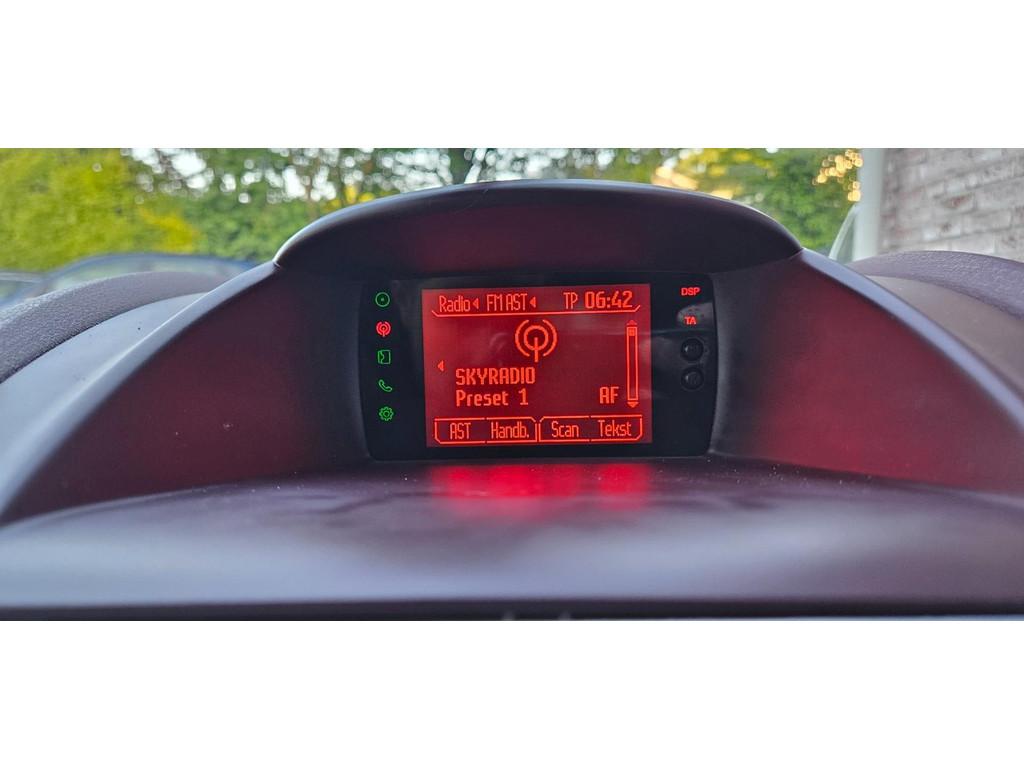 Radio FM AST TP 06:42
SKYRADIO
Preset 1 AF
AST Handb. Scan Tekst
DSP
TA